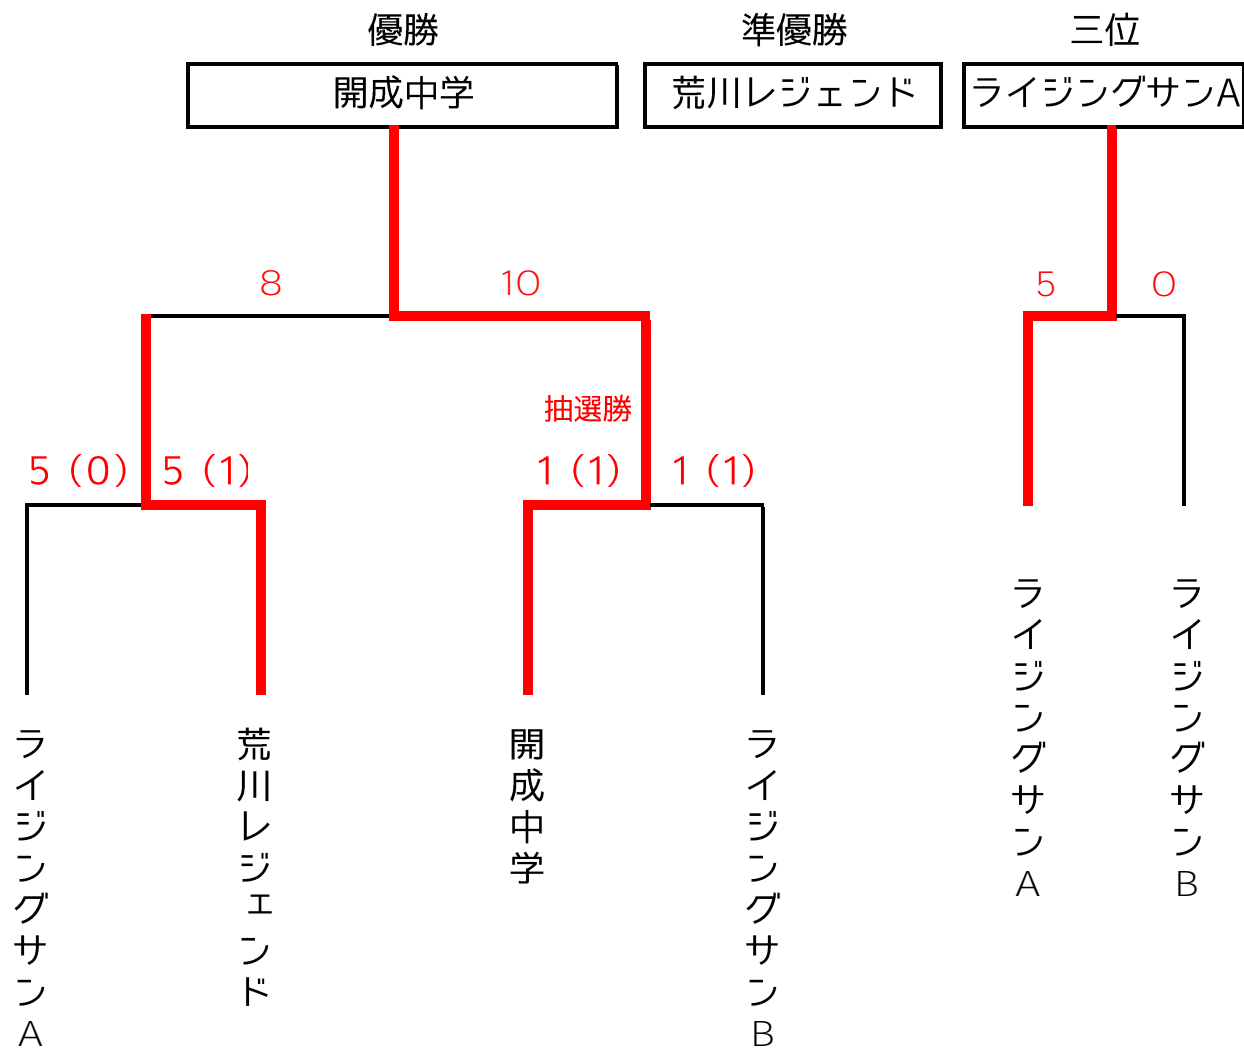 優勝 準優勝 三位
開成中学 荒川レジェンド ライジングサンA
8 10 5 0
抽選勝
5（0） 5（1） 1（1） 1（1）
ライジングサンA
荒川レジェンド
開成中学
ライジングサンB
ライジングサンA
ライジングサンB